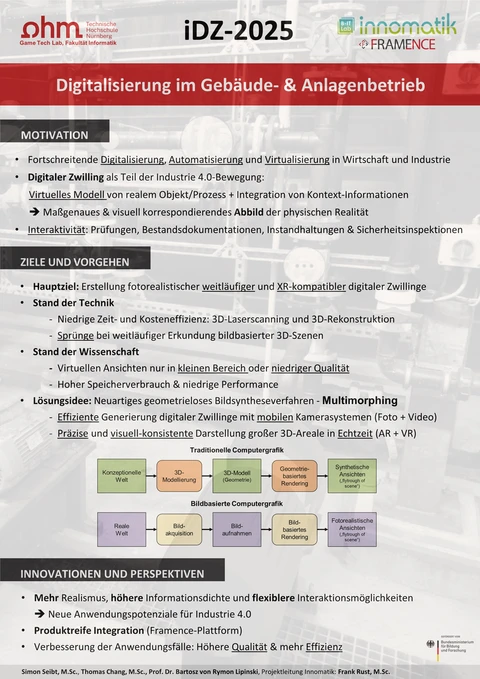 ohm
Technische
Hochschule
Nürnberg
Game Tech Lab, Fakultät Informatik
iDZ-2025
innomatik
FRAMENCE
Digitalisierung im Gebäude- & Anlagenbetrieb
MOTIVATION
• Fortschreitende Digitalisierung, Automatisierung und Virtualisierung in Wirtschaft und Industrie
• Digitaler Zwilling als Teil der Industrie 4.0-Bewegung:
Virtuelles Modell von realem Objekt/Prozess + Integration von Kontext-Informationen
➔ Maßgenaues & visuell korrespondierendes Abbild der physischen Realität
• Interaktivität: Prüfungen, Bestandsdokumentationen, Instandhaltungen & Sicherheitsinspektionen
ZIELE UND VORGEHEN
• Hauptziel: Erstellung fotorealistischer weitläufiger und XR-kompatibler digitaler Zwillinge
• Stand der Technik
- Niedrige Zeit- und Kosteneffizienz: 3D-Laserscanning und 3D-Rekonstruktion
- Sprünge bei weitläufiger Erkundung bildbasierter 3D-Szenen
• Stand der Wissenschaft
- Virtuellen Ansichten nur in kleinen Bereich oder niedriger Qualität
- Hoher Speicherverbrauch & niedrige Performance
• Lösungsidee: Neuartiges geometrieloses Bildsyntheseverfahren - Multimorphing
- Effiziente Generierung digitaler Zwillinge mit mobilen Kamerasystemen (Foto + Video)
- Präzise und visuell-konsistente Darstellung großer 3D-Areale in Echtzeit (AR + VR)
Traditionelle Computergrafik
Konzeptionelle Welt
3D-Modellierung
3D-Modell (Geometrie)
Geometrie-basiertes Rendering
Synthetische Ansichten („flytrough of scene“)
Bildbasierte Computergrafik
Reale Welt
Bild-akquisition
Bild-aufnahmen
Bild-basiertes Rendering
Fotorealistische Ansichten („flytrough of scene“)
INNOVATIONEN UND PERSPEKTIVEN
• Mehr Realismus, höhere Informationsdichte und flexiblere Interaktionsmöglichkeiten
➔ Neue Anwendungspotenziale für Industrie 4.0
• Produktreife Integration (Framence-Plattform)
• Verbesserung der Anwendungsfälle: Höhere Qualität & mehr Effizienz
Bundesministerium
für Bildung
und Forschung
Simon Seibt, M.Sc., Thomas Chang, M.Sc., Prof. Dr. Bartosz von Rymon Lipinski, Projektleitung Innomatik: Frank Rust, M.Sc.